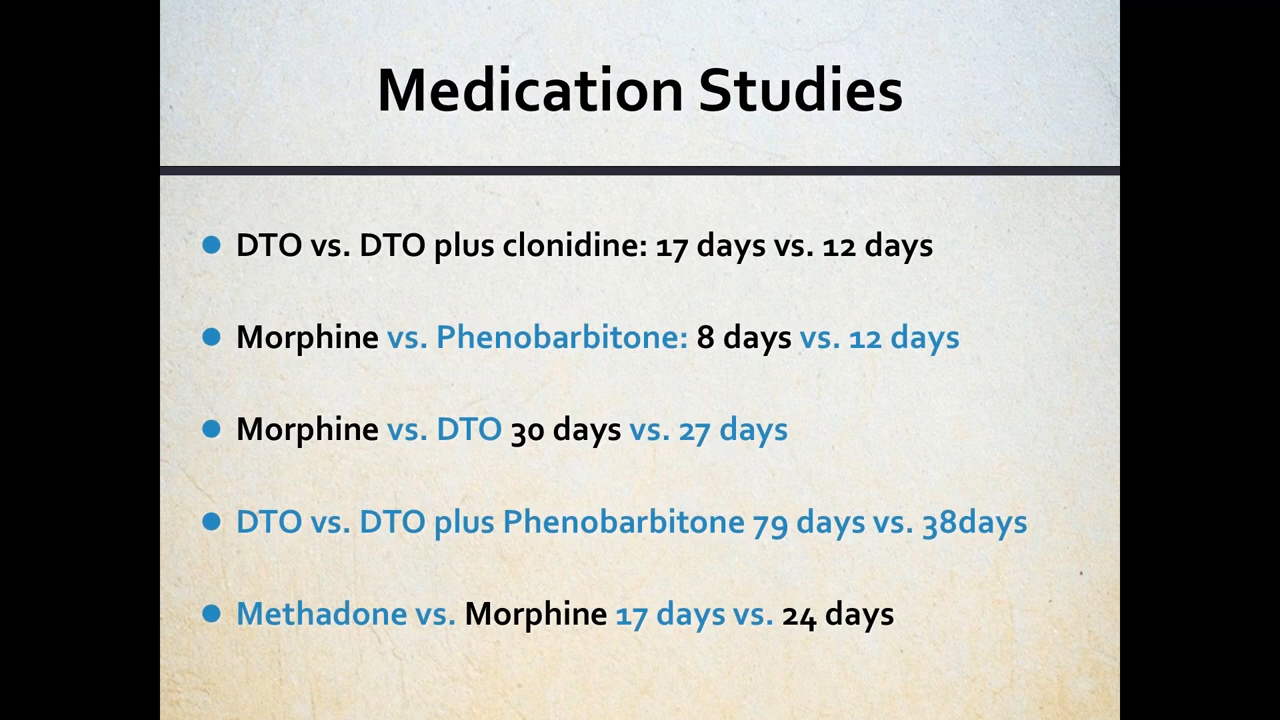 Medication Studies
DTO vs. DTO plus clonidine: 17 days vs. 12 days
Morphine vs. Phenobarbitone: 8 days vs. 12 days
Morphine vs. DTO 30 days vs. 27 days
DTO vs. DTO plus Phenobarbitone 79 days vs. 38days
Methadone vs. Morphine 17 days vs. 24 days